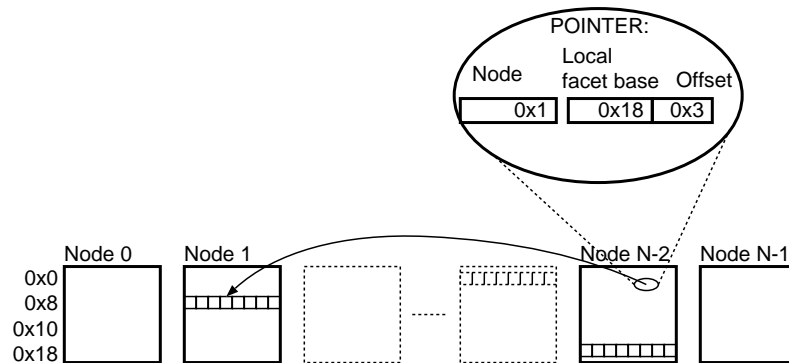 POINTER:
Local
Node facet base Offset
0x1 0x18 0x3
Node 0 Node 1 Node N-2 Node N-1
0x0
0x8
0x10
0x18